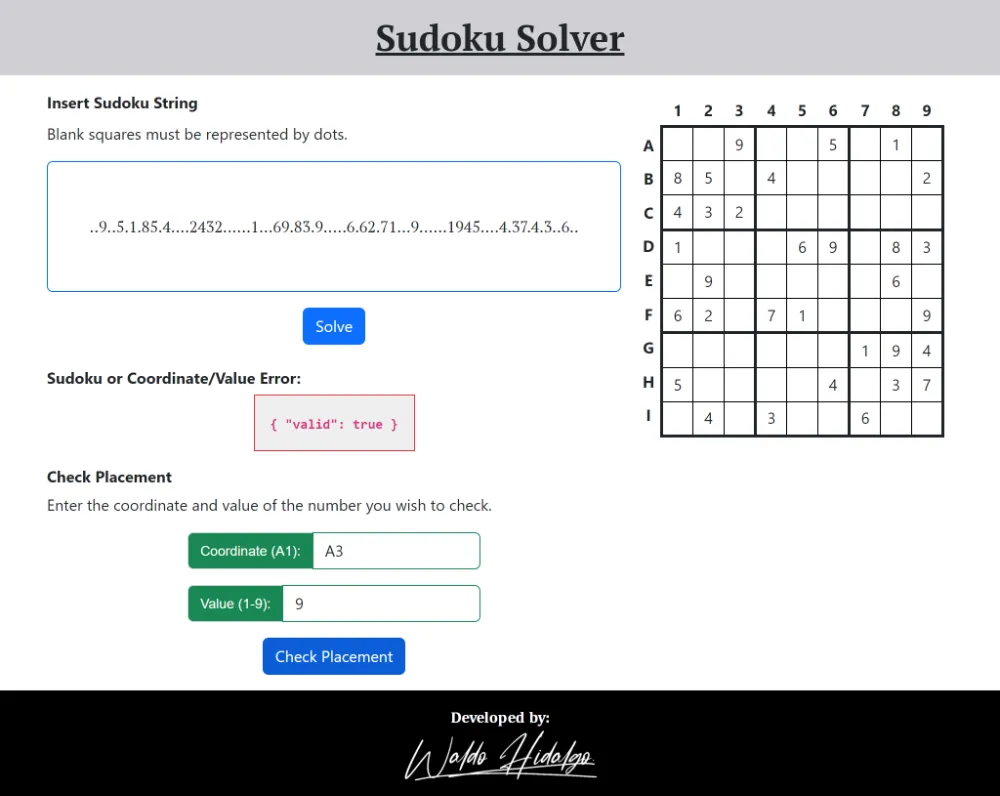 Sudoku Solver
Insert Sudoku String
Blank squares must be represented by dots.
..9..5.1.85.4....2432......1...69.83.9.....6.62.71...9......1945....4.37.4.3..6..
Solve
Sudoku or Coordinate/Value Error:
{ "valid": true }
Check Placement
Enter the coordinate and value of the number you wish to check.
Coordinate (A1): A3
Value (1-9): 9
Check Placement
1 2 3 4 5 6 7 8 9
A 9 5 1
B 8 5 4 2
C 4 3 2
D 1 6 9 8 3
E 9 6
F 6 2 7 1 9
G 1 9 4
H 5 4 3 7
I 4 3 6
Developed by:
Waldo Hidalgo